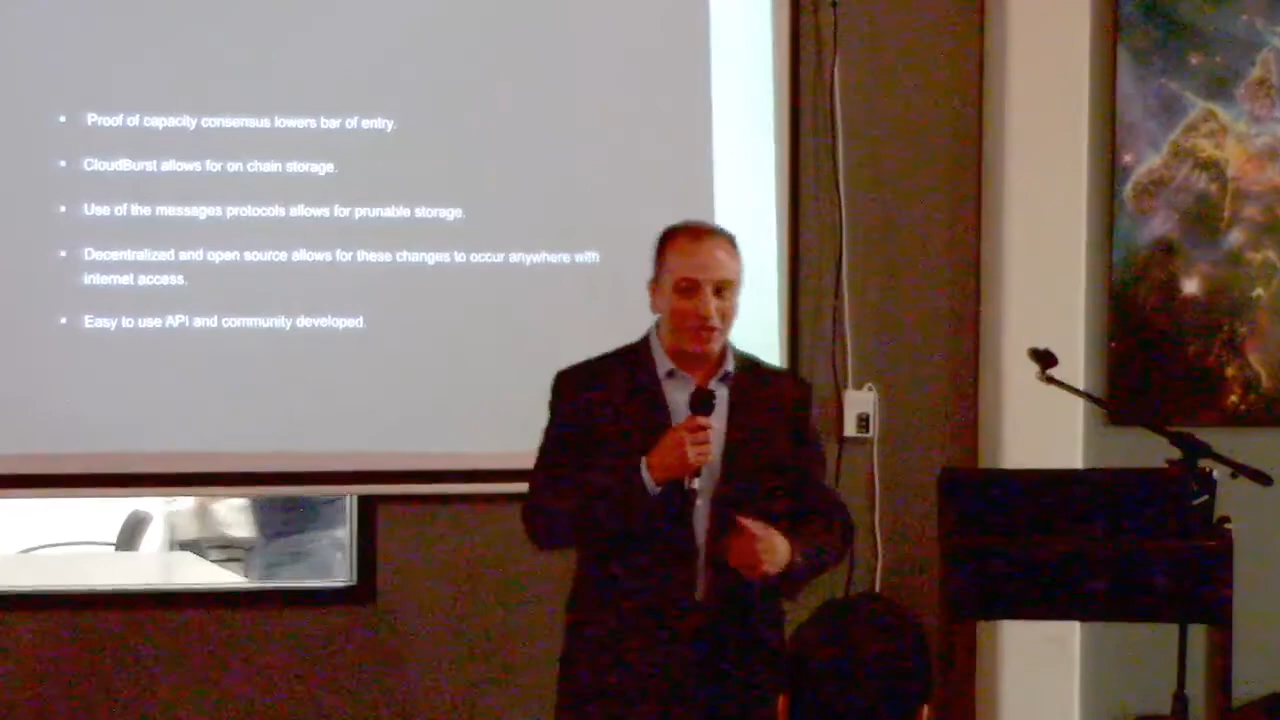 • Proof of capacity consensus lowers bar of entry.
• CloudBurst allows for on chain storage.
• Use of the messages protocols allows for prunable storage.
• Decentralized and open source allows for these changes to occur anywhere with
internet access.
• Easy to use API and community developed.